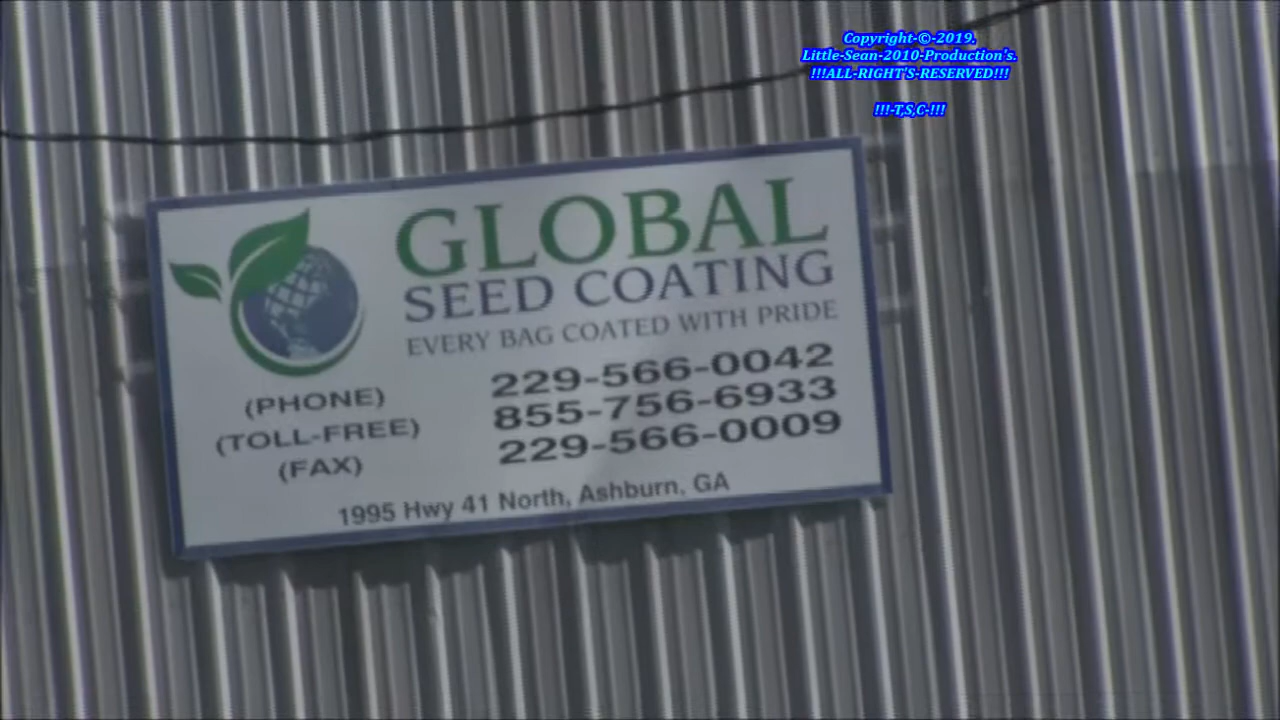 Copyright-©-2019.
Little-Sean-2010-Production's.
!!!ALL-RIGHT'S-RESERVED!!!
!!!-T,S,C-!!!
GLOBAL
SEED COATING
EVERY BAG COATED WITH PRIDE
(PHONE) 229-566-0042
(TOLL-FREE) 855-756-6933
(FAX) 229-566-0009
1995 Hwy 41 North, Ashburn, GA